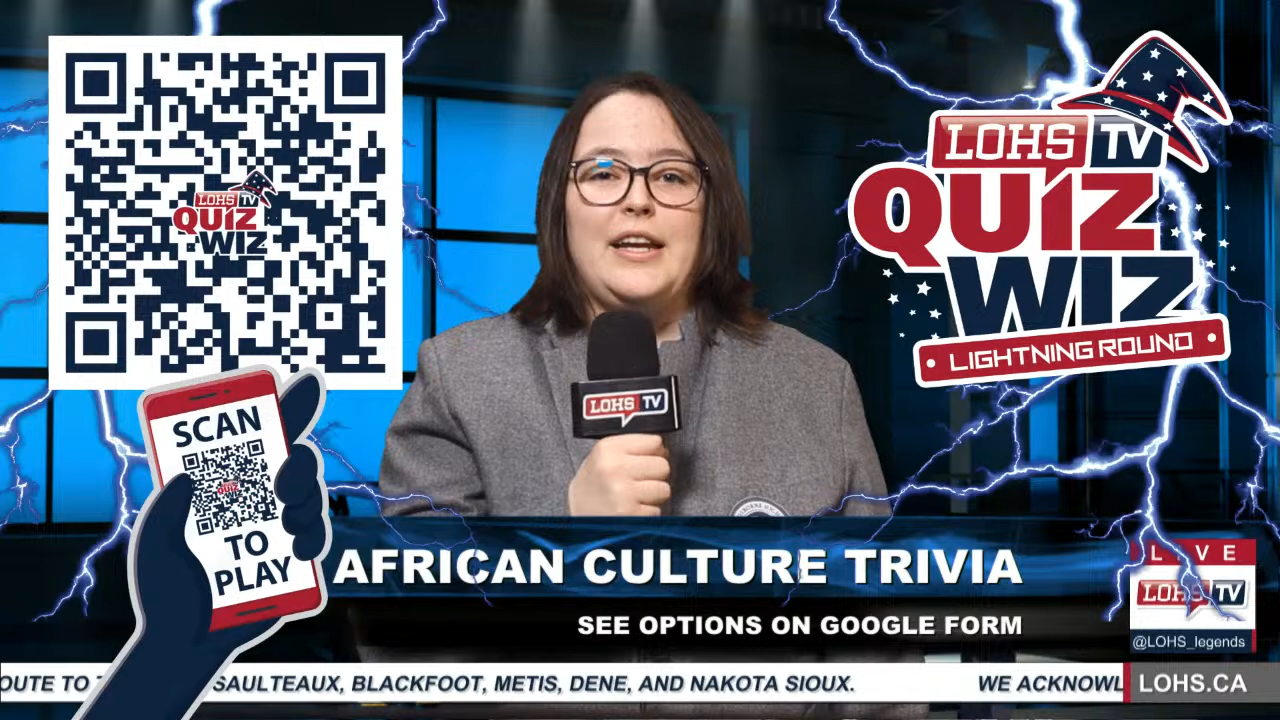 LOHS TV
QUIZ
WIZ
SCAN
QUIZ
TO
PLAY
LOHS TV
LOHS TV
QUIZ
WIZ
LIGHTNING ROUND
AFRICAN CULTURE TRIVIA
SEE OPTIONS ON GOOGLE FORM
LIVE
LOHS TV
@LOHS_legends
OUTE TO SAULTEAUX, BLACKFOOT, METIS, DENE, AND NAKOTA SIOUX. WE ACKNOWL
LOHS.CA